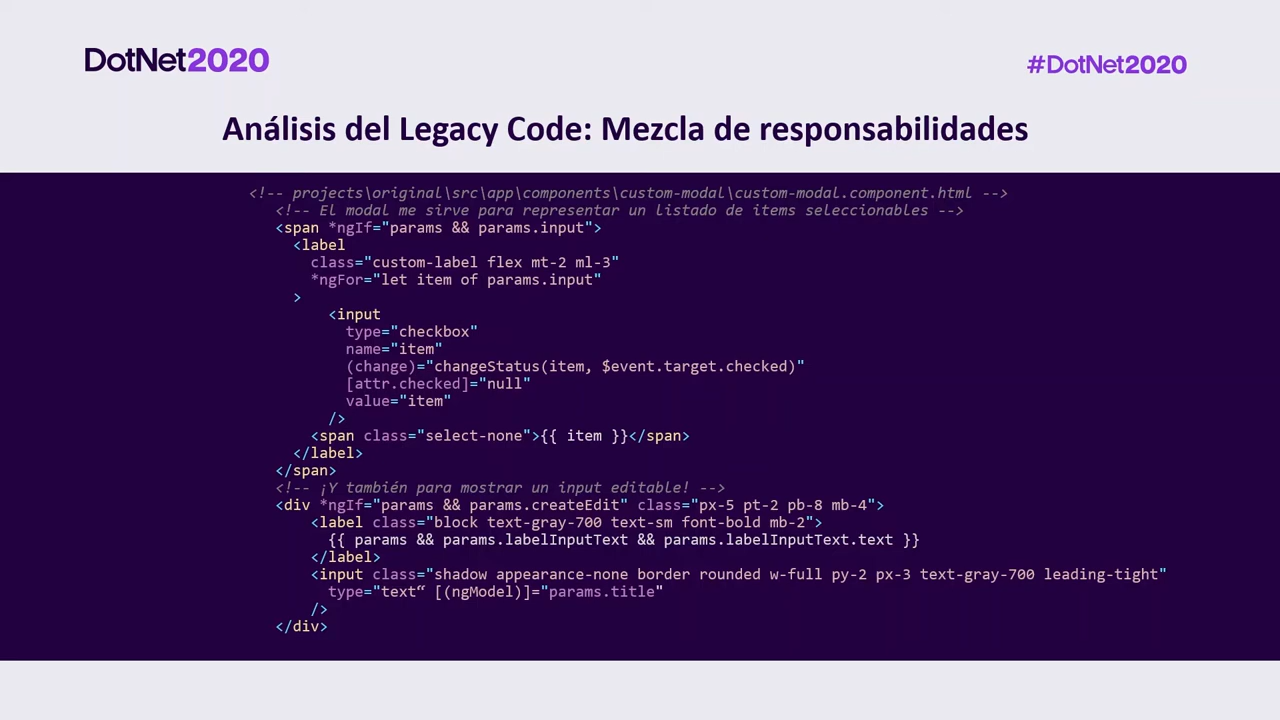 DotNet2020
#DotNet2020
Análisis del Legacy Code: Mezcla de responsabilidades
<!-- projects\original\src\app\components\custom-modal\custom-modal.component.html -->
<!-- El modal me sirve para representar un listado de items seleccionables -->
<span *ngIf="params && params.input">
<label
class="custom-label flex mt-2 ml-3"
*ngFor="let item of params.input"
>
<input
type="checkbox"
name="item"
(change)="changeStatus(item, $event.target.checked)"
[attr.checked]="null"
value="item"
/>
<span class="select-none">{{ item }}</span>
</label>
</span>
<!-- ¡Y también para mostrar un input editable! -->
<div *ngIf="params && params.createEdit" class="px-5 pt-2 pb-8 mb-4">
<label class="block text-gray-700 text-sm font-bold mb-2">
{{ params && params.labelInputText && params.labelInputText.text }}
</label>
<input class="shadow appearance-none border rounded w-full py-2 px-3 text-gray-700 leading-tight"
type="text“ [(ngModel)]="params.title"
/>
</div>